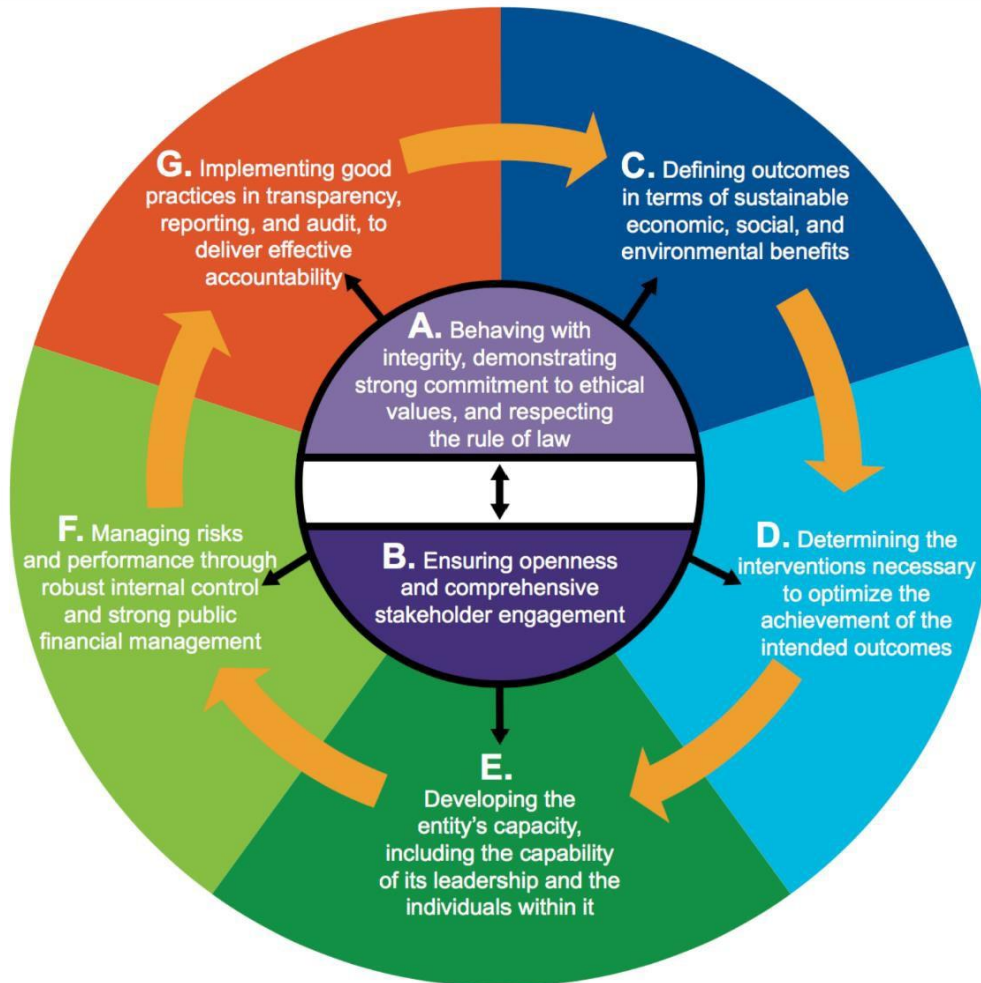 G. Implementing good
practices in transparency,
reporting, and audit, to
deliver effective
accountability
C. Defining outcomes
in terms of sustainable
economic, social, and
environmental benefits
A. Behaving with
integrity, demonstrating
strong commitment to ethical
values, and respecting
the rule of law
B. Ensuring openness
and comprehensive
stakeholder engagement
D. Determining the
interventions necessary
to optimize the
achievement of the
intended outcomes
E.
Developing the
entity’s capacity,
including the capability
of its leadership and the
individuals within it
F. Managing risks
and performance through
robust internal control
and strong public
financial management